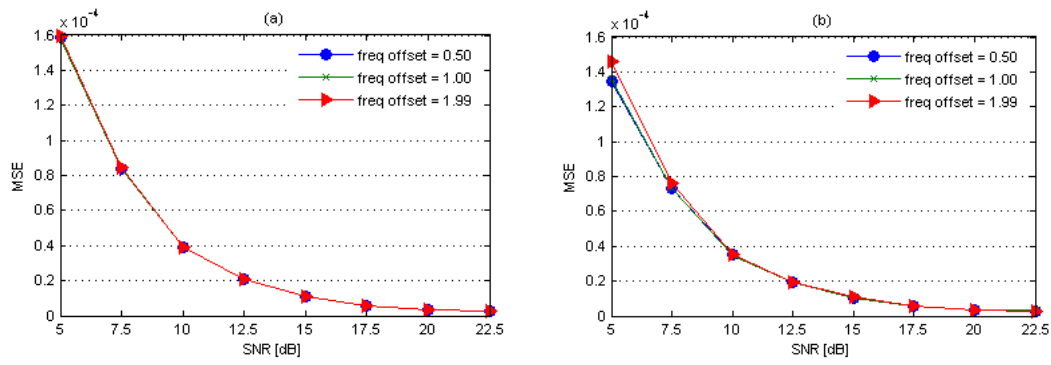 (a)
x 10^-4
1.6
1.4
1.2
1
0.8
0.6
0.4
0.2
0
MSE
freq offset = 0.50
freq offset = 1.00
freq offset = 1.99
5 7.5 10 12.5 15 17.5 20 22.5
SNR [dB]
(b)
x 10^-4
1.6
1.4
1.2
1
0.8
0.6
0.4
0.2
0
MSE
freq offset = 0.50
freq offset = 1.00
freq offset = 1.99
5 7.5 10 12.5 15 17.5 20 22.5
SNR [dB]